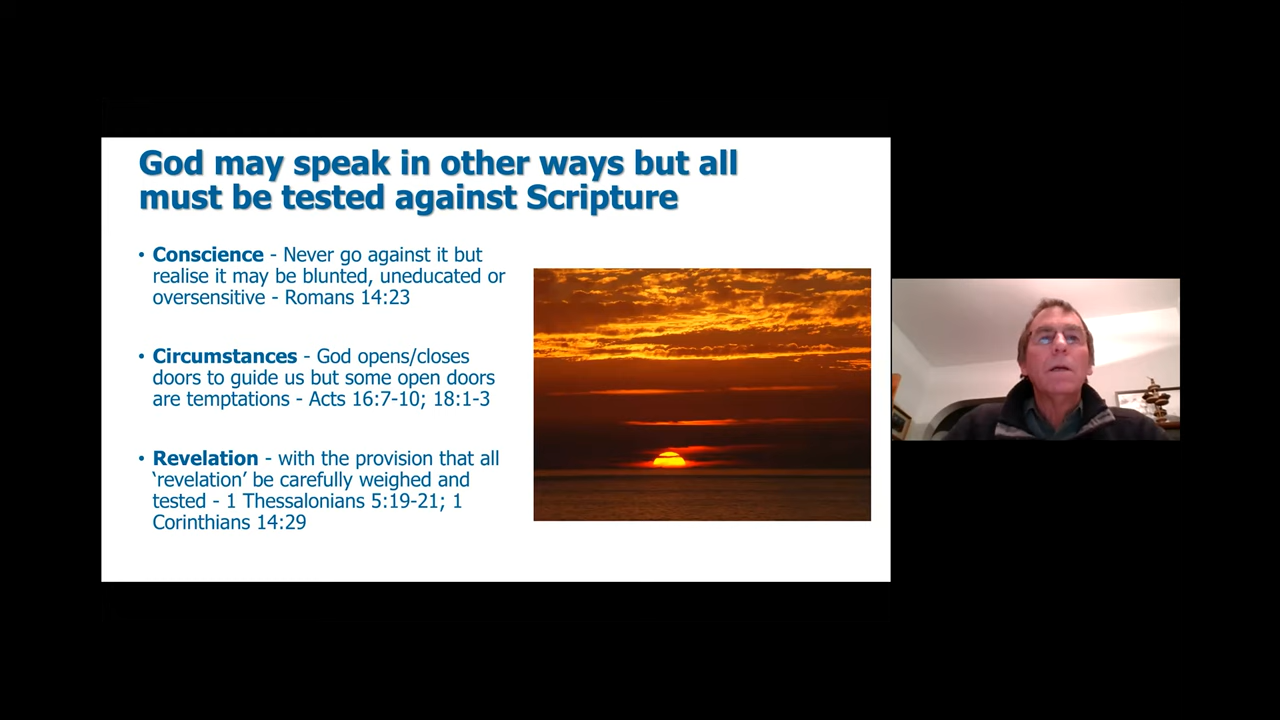 God may speak in other ways but all
must be tested against Scripture
• Conscience - Never go against it but
realise it may be blunted, uneducated or
oversensitive - Romans 14:23
• Circumstances - God opens/closes
doors to guide us but some open doors
are temptations - Acts 16:7-10; 18:1-3
• Revelation - with the provision that all
‘revelation’ be carefully weighed and
tested - 1 Thessalonians 5:19-21; 1
Corinthians 14:29